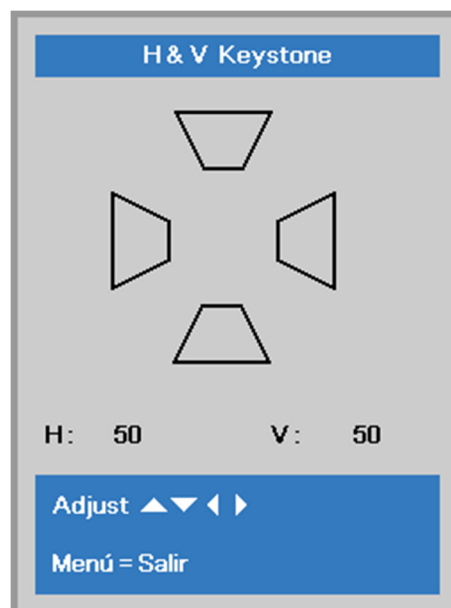 H & V Keystone
H: 50 V: 50
Adjust ▲▼◀▶
Menú = Salir